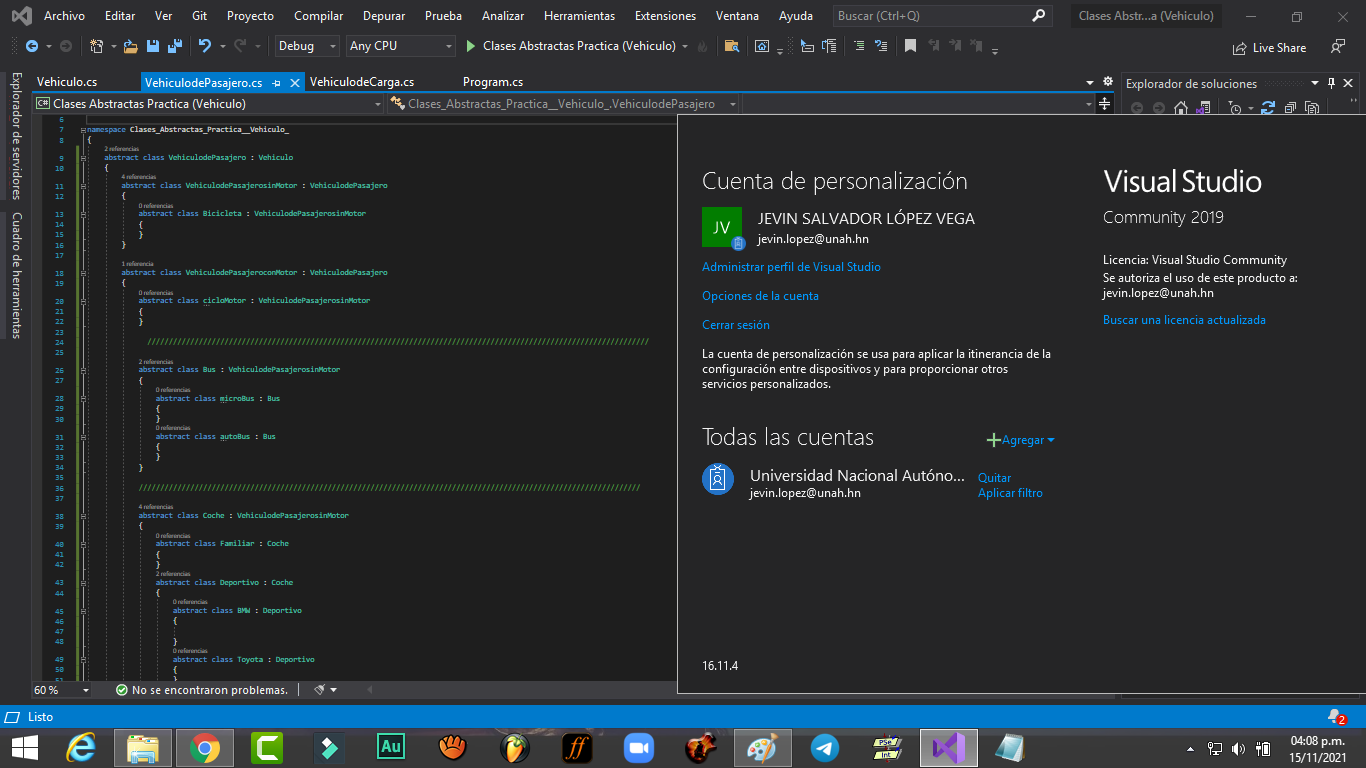 Archivo Editar Ver Git Proyecto Compilar Depurar Prueba Analizar Herramientas Extensiones Ventana Ayuda Buscar (Ctrl+Q) Clases Abstr...a (Vehiculo)
Debug Any CPU Clases Abstractas Practica (Vehiculo) Live Share
Explorador de servidores
Cuadro de herramientas
Vehiculo.cs VehiculodePasajero.cs VehiculodeCarga.cs Program.cs
Explorador de soluciones
C# Clases Abstractas Practica (Vehiculo) Clases_Abstractas_Practica__Vehiculo_.VehiculodePasajero
6
7 namespace Clases_Abstractas_Practica__Vehiculo_
8 {
2 referencias
9 abstract class VehiculodePasajero : Vehiculo
10 {
4 referencias
11 abstract class VehiculodePasajerosinMotor : VehiculodePasajero
12 {
0 referencias
13 abstract class Bicicleta : VehiculodePasajerosinMotor
14 {
15 }
16 }
17
1 referencia
18 abstract class VehiculodePasajeroconMotor : VehiculodePasajero
19 {
0 referencias
20 abstract class cicloMotor : VehiculodePasajerosinMotor
21 {
22 }
23
24
25
2 referencias
26 abstract class Bus : VehiculodePasajerosinMotor
27 {
0 referencias
28 abstract class microBus : Bus
29 {
30 }
0 referencias
31 abstract class autoBus : Bus
32 {
33 }
34 }
35
36
37
4 referencias
38 abstract class Coche : VehiculodePasajerosinMotor
39 {
0 referencias
40 abstract class Familiar : Coche
41 {
42 }
2 referencias
43 abstract class Deportivo : Coche
44 {
0 referencias
45 abstract class BMW : Deportivo
46 {
47
48 }
0 referencias
49 abstract class Toyota : Deportivo
50 {
51 }
Cuenta de personalización
JV
JEVIN SALVADOR LÓPEZ VEGA
jevin.lopez@unah.hn
Administrar perfil de Visual Studio
Opciones de la cuenta
Cerrar sesión
La cuenta de personalización se usa para aplicar la itinerancia de la
configuración entre dispositivos y para proporcionar otros
servicios personalizados.
Todas las cuentas
Agregar
Universidad Nacional Autóno...
jevin.lopez@unah.hn
Quitar
Aplicar filtro
16.11.4
Visual Studio
Community 2019
Licencia: Visual Studio Community
Se autoriza el uso de este producto a:
jevin.lopez@unah.hn
Buscar una licencia actualizada
60 % No se encontraron problemas.
Listo 2
Au ff PSe Int
04:08 p.m.
15/11/2021